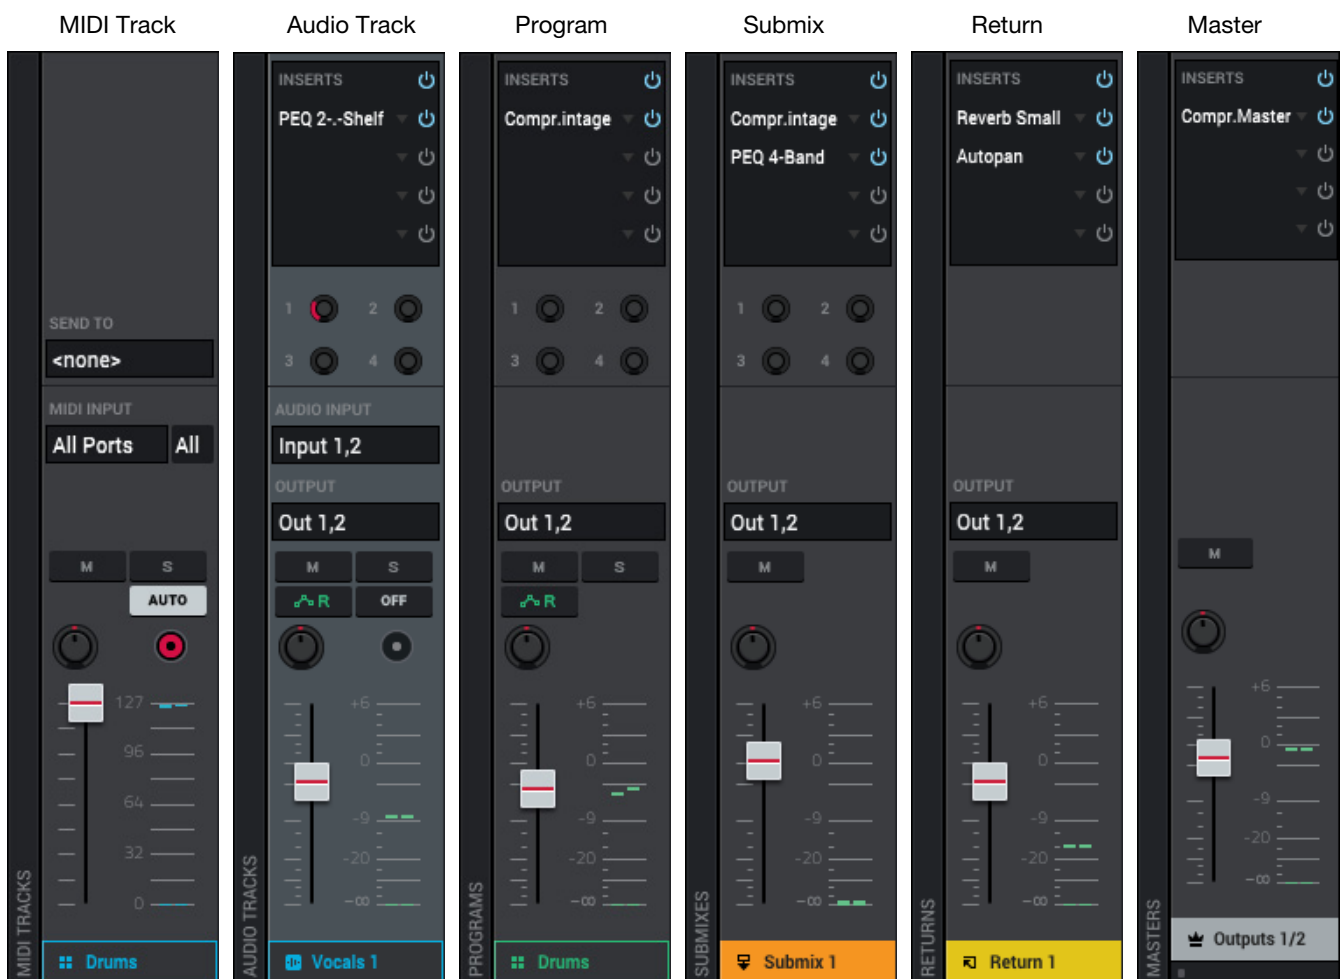 MIDI Track
Audio Track
Program
Submix
Return
Master
SEND TO
<none>
MIDI INPUT
All Ports All
M S
AUTO
127
96
64
32
0
MIDI TRACKS
Drums
INSERTS
PEQ 2-.-Shelf
1 2
3 4
AUDIO INPUT
Input 1,2
OUTPUT
Out 1,2
M S
R OFF
+6
0
-9
-20
-∞
AUDIO TRACKS
Vocals 1
INSERTS
Compr.intage
1 2
3 4
OUTPUT
Out 1,2
M S
R
+6
0
-9
-20
-∞
PROGRAMS
Drums
INSERTS
Compr.intage
PEQ 4-Band
1 2
3 4
OUTPUT
Out 1,2
M
+6
0
-9
-20
-∞
SUBMIXES
Submix 1
INSERTS
Reverb Small
Autopan
OUTPUT
Out 1,2
M
+6
0
-9
-20
-∞
RETURNS
Return 1
INSERTS
Compr.Master
M
+6
0
-9
-20
-∞
MASTERS
Outputs 1/2